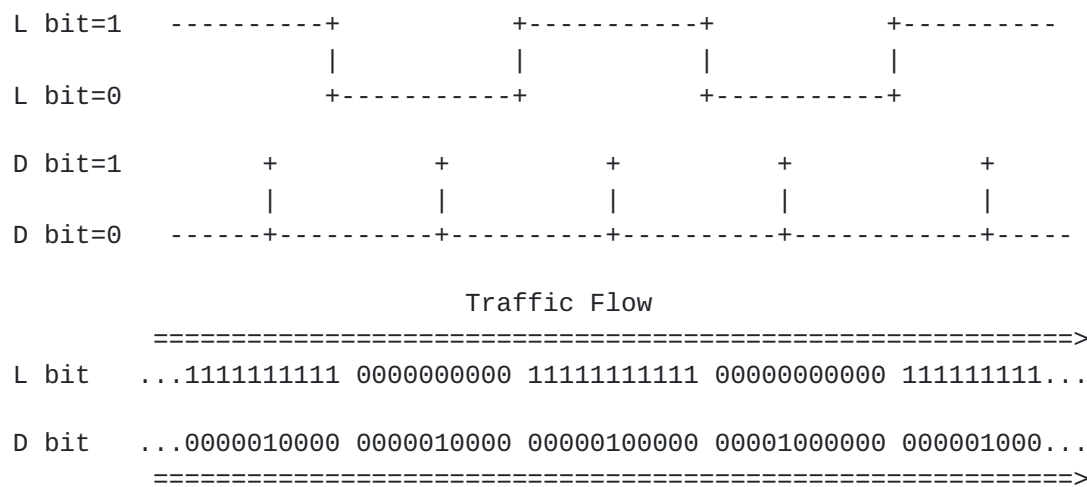 L bit=1   ----------+           +-----------+           +----------
                    |           |           |           |
L bit=0             +-----------+           +-----------+
D bit=1         +          +          +          +            +
                |          |          |          |            |
D bit=0   ------+----------+----------+----------+------------+-----
                             Traffic Flow
         ===========================================================>
L bit   ...1111111111 0000000000 11111111111 00000000000 111111111...
D bit   ...0000010000 0000010000 00000100000 00001000000 000001000...
         ===========================================================>